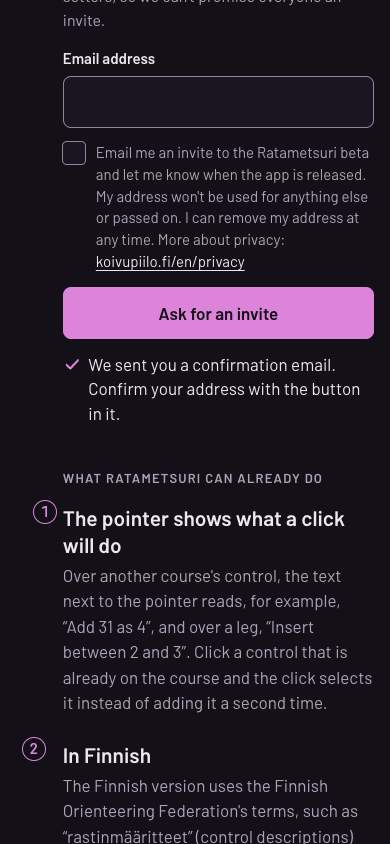 invite.
Email address
Email me an invite to the Ratametsuri beta
and let me know when the app is released.
My address won't be used for anything else
or passed on. I can remove my address at
any time. More about privacy:
koivupiilo.fi/en/privacy
Ask for an invite
We sent you a confirmation email.
Confirm your address with the button
in it.
WHAT RATAMETSURI CAN ALREADY DO
1
The pointer shows what a click
will do
Over another course's control, the text
next to the pointer reads, for example,
“Add 31 as 4”, and over a leg, “Insert
between 2 and 3”. Click a control that is
already on the course and the click selects
it instead of adding it a second time.
2
In Finnish
The Finnish version uses the Finnish
Orienteering Federation's terms, such as
“rastinmääritteet” (control descriptions)